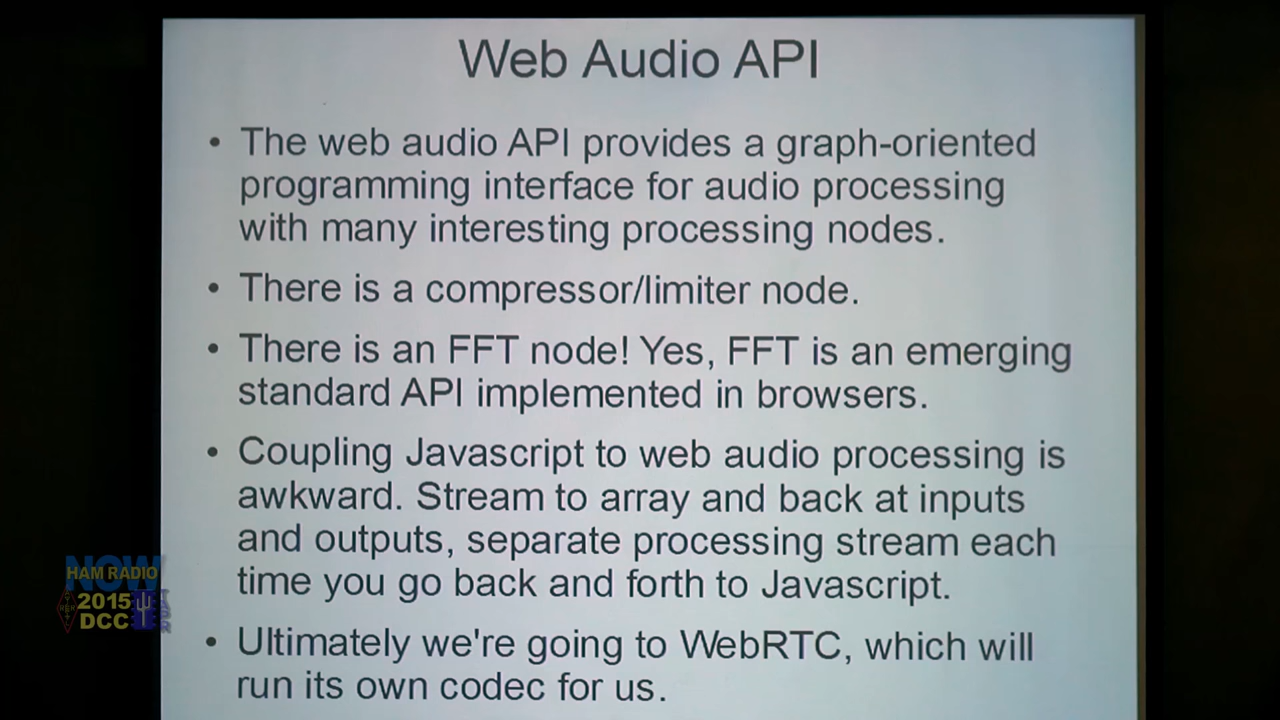 Web Audio API
• The web audio API provides a graph-oriented
programming interface for audio processing
with many interesting processing nodes.
• There is a compressor/limiter node.
• There is an FFT node! Yes, FFT is an emerging
standard API implemented in browsers.
• Coupling Javascript to web audio processing is
awkward. Stream to array and back at inputs
and outputs, separate processing stream each
time you go back and forth to Javascript.
• Ultimately we're going to WebRTC, which will
run its own codec for us.
NOW
HAM RADIO
2015
DCC
TAPR